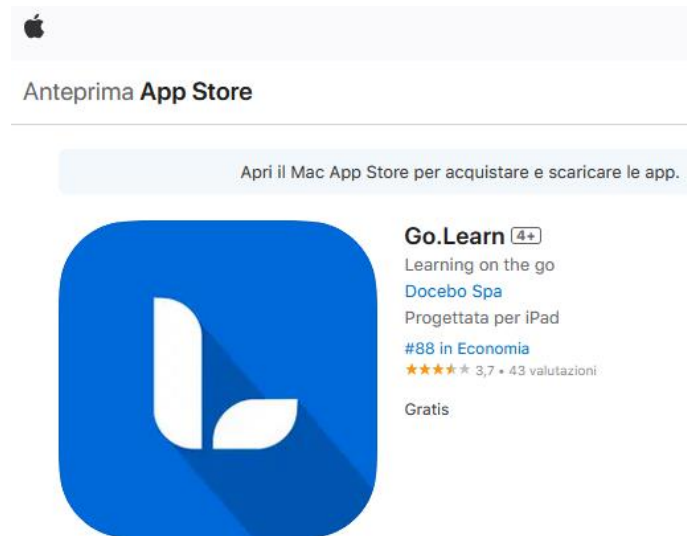 Anteprima App Store
Apri il Mac App Store per acquistare e scaricare le app.
Go.Learn 4+
Learning on the go
Docebo Spa
Progettata per iPad
#88 in Economia
3,7 • 43 valutazioni
Gratis